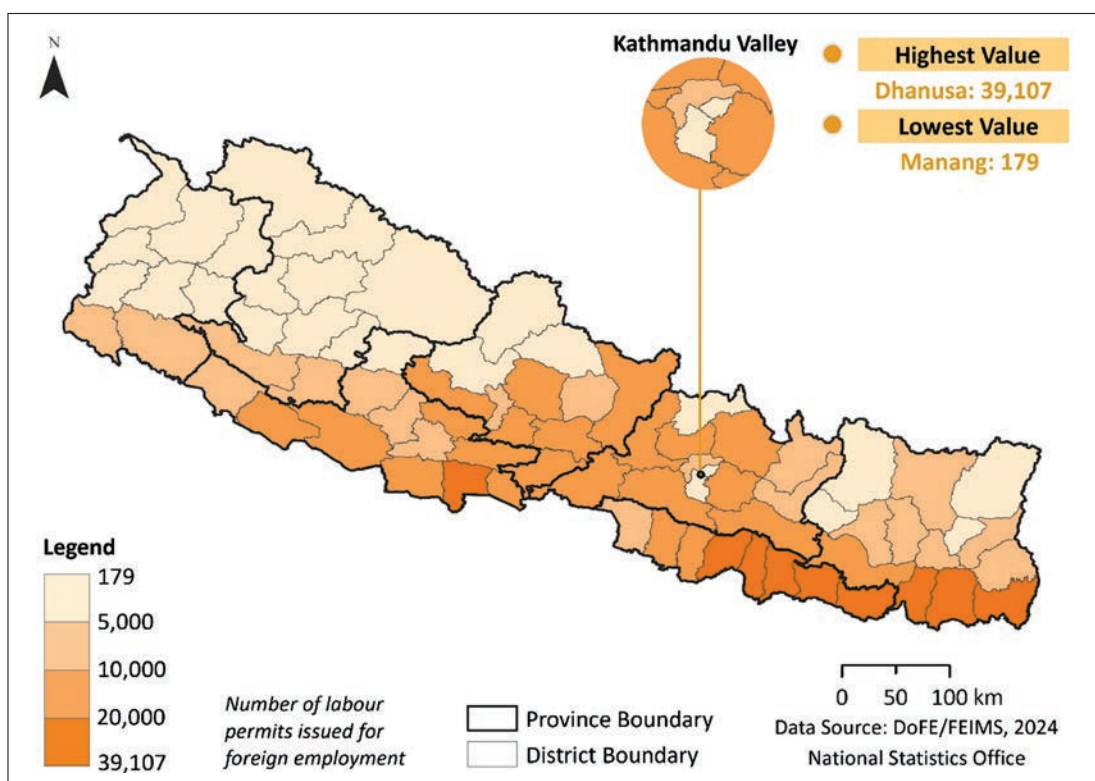 N
Kathmandu Valley
Highest Value
Dhanusa: 39,107
Lowest Value
Manang: 179
Legend
179
5,000
10,000
20,000
39,107
Number of labour
permits issued for
foreign employment
Province Boundary
District Boundary
0 50 100 km
Data Source: DoFE/FEIMS, 2024
National Statistics Office